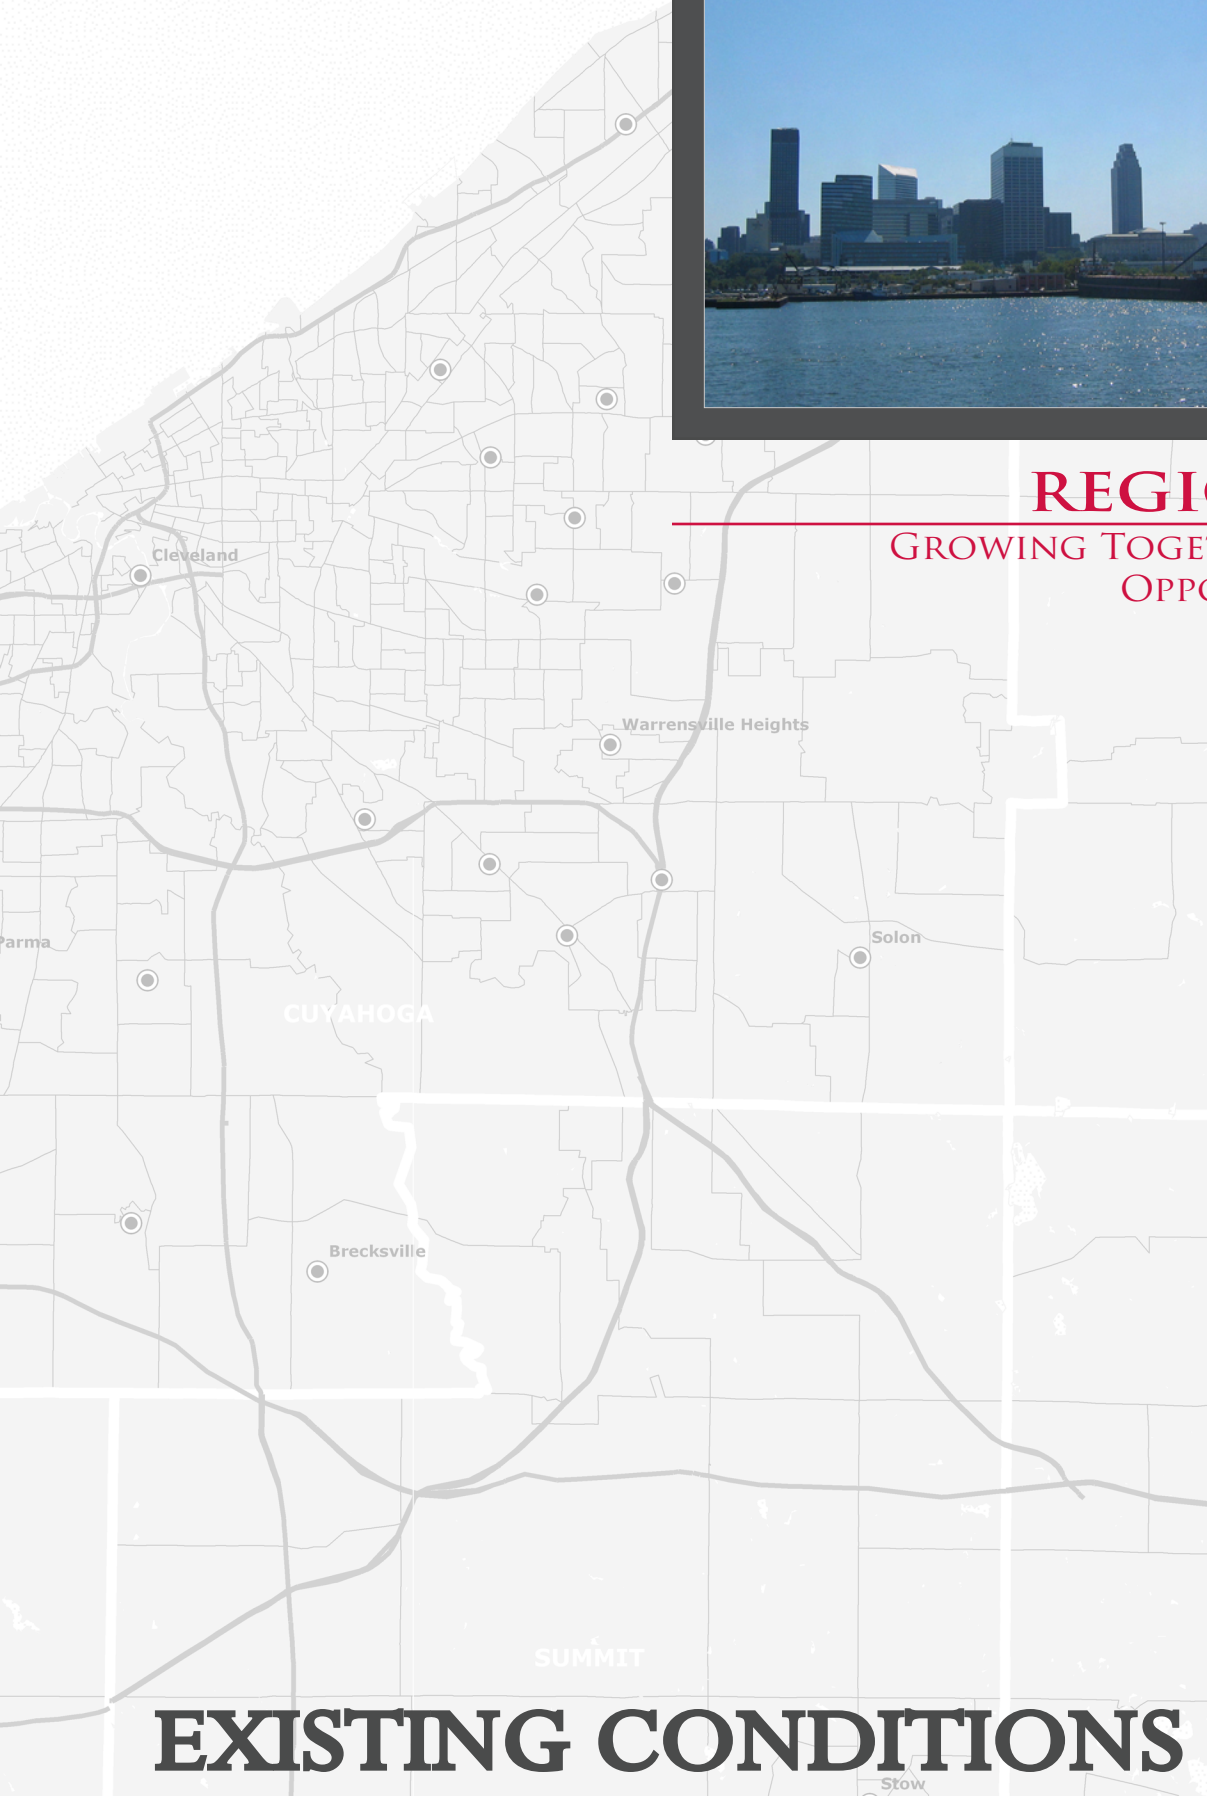 REGI
GROWING TOGE
OPPO
Cleveland
Warrensville Heights
Parma
Solon
CUYAHOGA
Brecksville
SUMMIT
EXISTING CONDITIONS
Stow